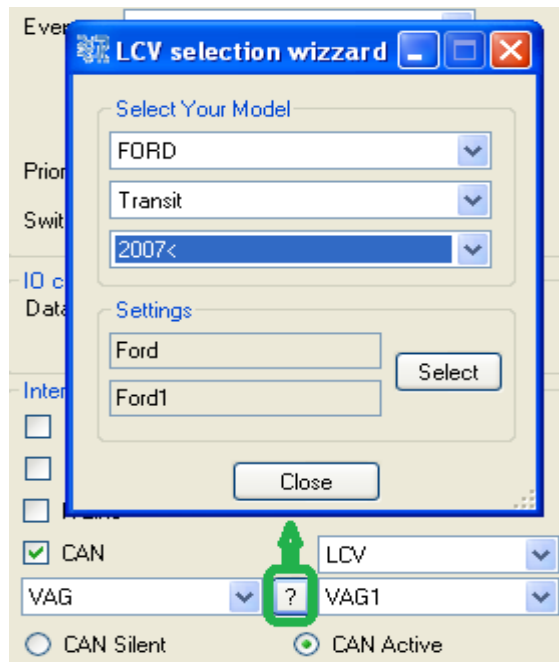 Ever
LCV selection wizzard
Select Your Model
FORD
Prior
Transit
Swit
2007<
IO c
Data
Settings
Ford
Select
Ford1
Inter
Close
CAN
LCV
VAG
?
VAG1
CAN Silent
CAN Active